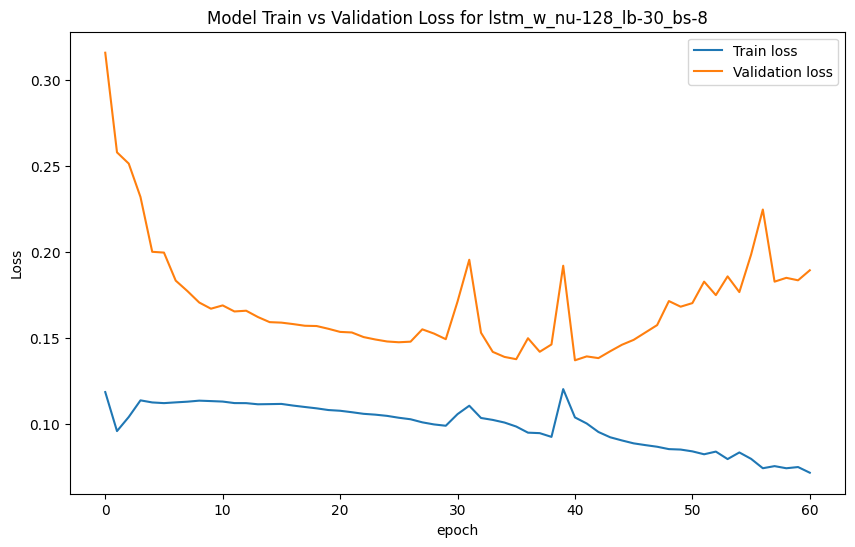 Model Train vs Validation Loss for lstm_w_nu-128_lb-30_bs-8
Train loss
Validation loss
0.30
0.25
0.20
0.15
0.10
Loss
0 10 20 30 40 50 60
epoch